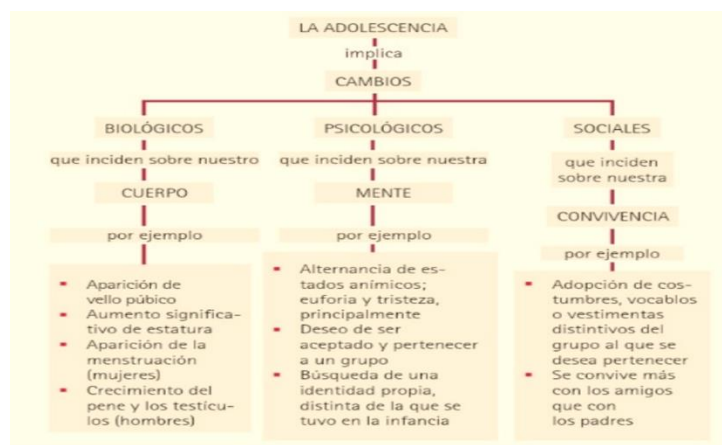 LA ADOLESCENCIA
implica
CAMBIOS
BIOLÓGICOS
que inciden sobre nuestro
CUERPO
por ejemplo
Aparición de
vello púbico
Aumento significa-
tivo de estatura
Aparición de la
menstruación
(mujeres)
Crecimiento del
pene y los testícu-
los (hombres)
PSICOLÓGICOS
que inciden sobre nuestra
MENTE
por ejemplo
Alternancia de es-
tados anímicos;
euforia y tristeza,
principalmente
Deseo de ser
aceptado y pertenecer
a un grupo
Búsqueda de una
identidad propia,
distinta de la que se
tuvo en la infancia
SOCIALES
que inciden
sobre nuestra
CONVIVENCIA
por ejemplo
Adopción de cos-
tumbres, vocablos
o vestimentas
distintivos del
grupo al que se
desea pertenecer
Se convive más
con los amigos
que con
los padres